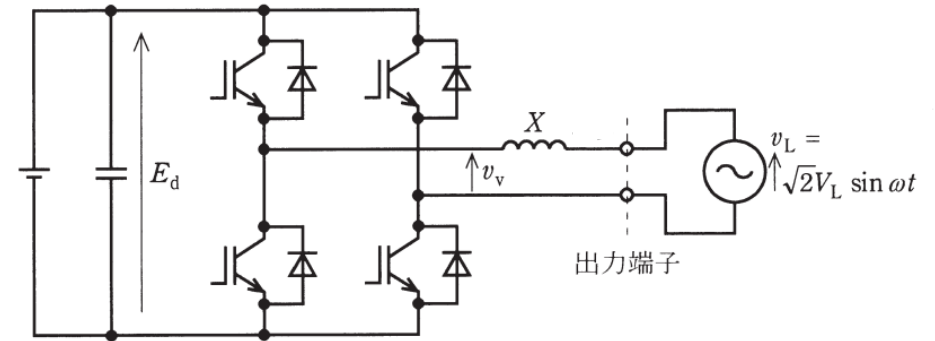 E_d
X
v_v
v_L =
√2V_L sin ωt
出力端子